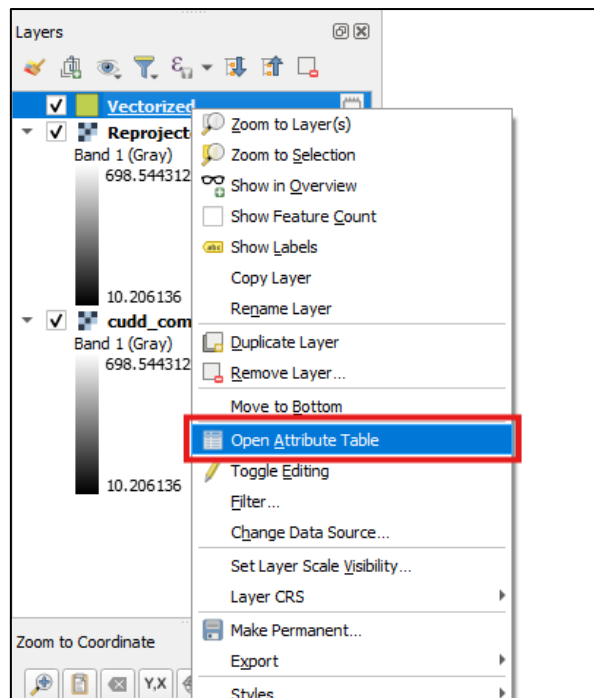 Layers
Vectorized
Zoom to Layer(s)
Reproject
Band 1 (Gray)
698.544312
10.206136
cudd_com
Band 1 (Gray)
698.544312
10.206136
Zoom to Selection
Show in Overview
Show Feature Count
abc Show Labels
Copy Layer
Rename Layer
Duplicate Layer
Remove Layer...
Move to Bottom
Open Attribute Table
Toggle Editing
Filter...
Change Data Source...
Set Layer Scale Visibility...
Layer CRS
Make Permanent...
Export
Styles
Zoom to Coordinate
Y,X